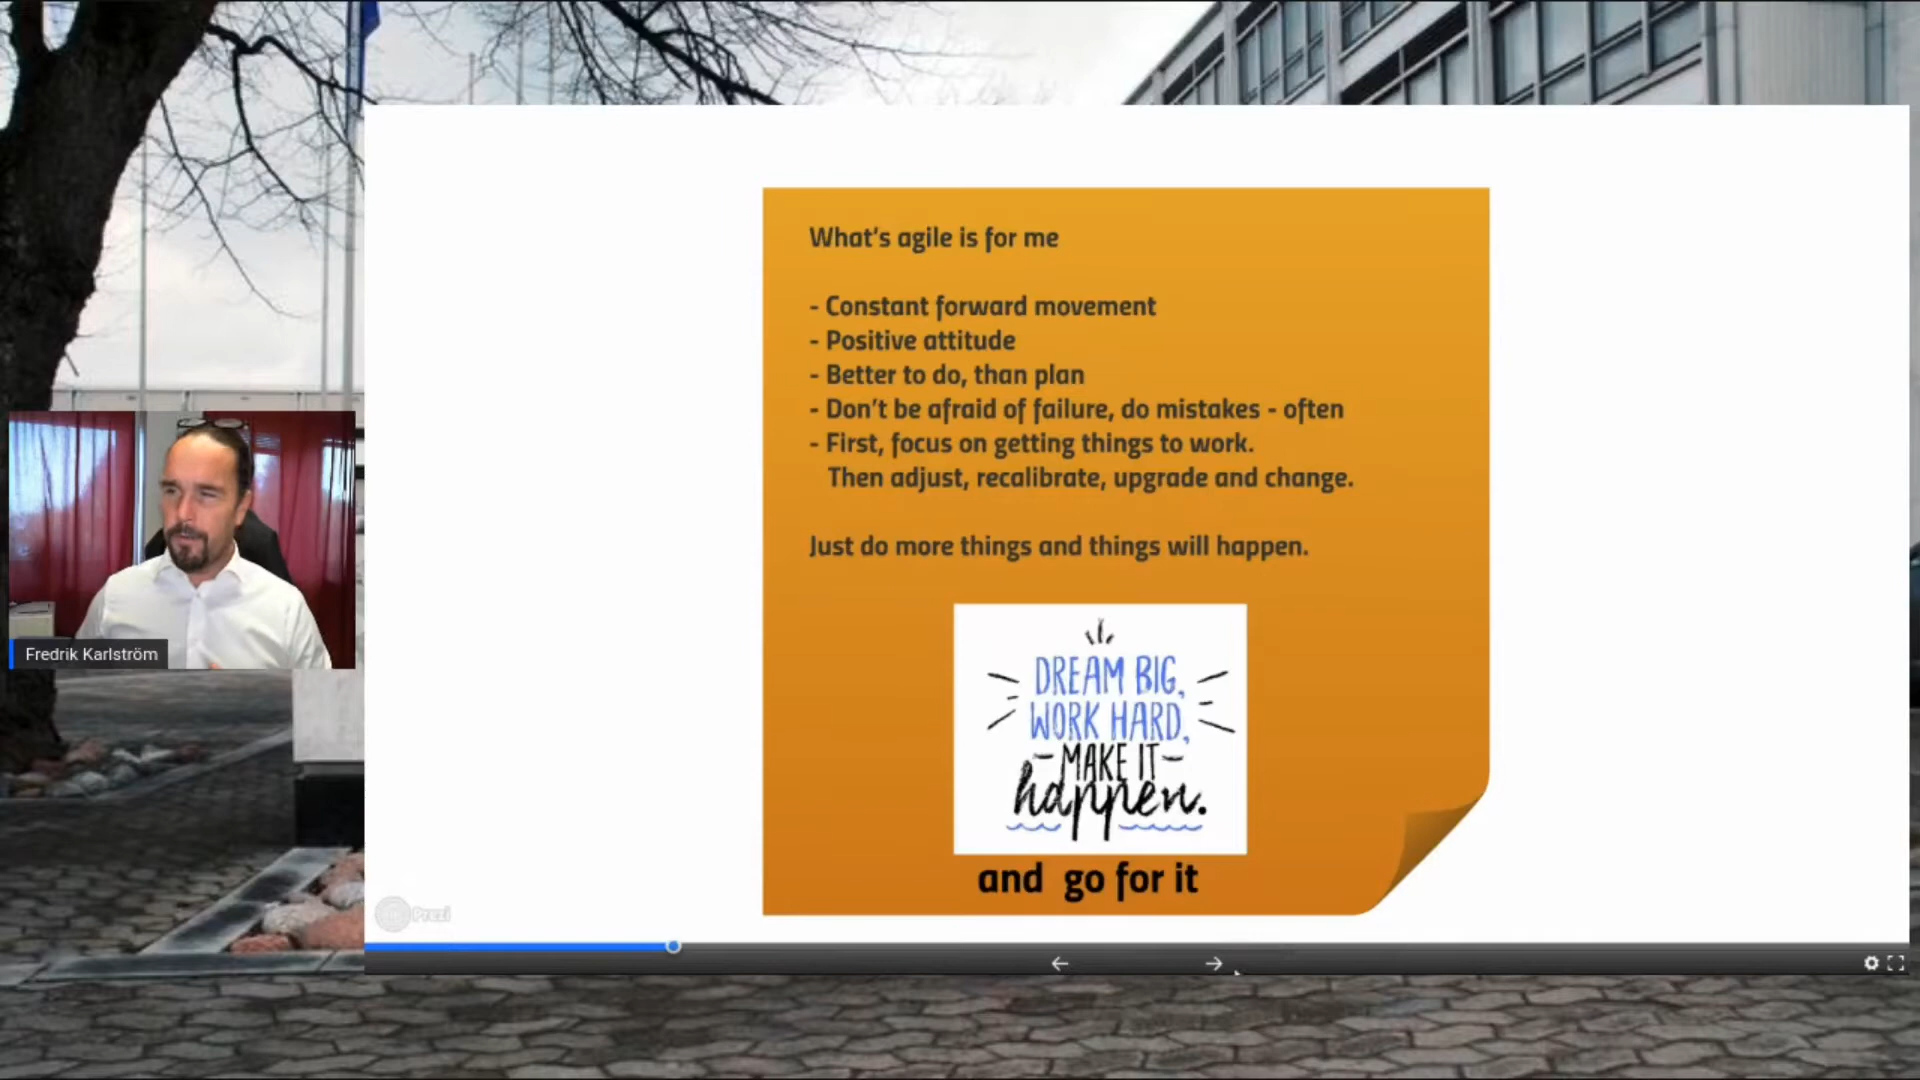 What's agile is for me
- Constant forward movement
- Positive attitude
- Better to do, than plan
- Don't be afraid of failure, do mistakes - often
- First, focus on getting things to work.
Then adjust, recalibrate, upgrade and change.
Just do more things and things will happen.
DREAM BIG,
WORK HARD,
-MAKE IT-
happen.
and go for it
Fredrik Karlström
Prezi